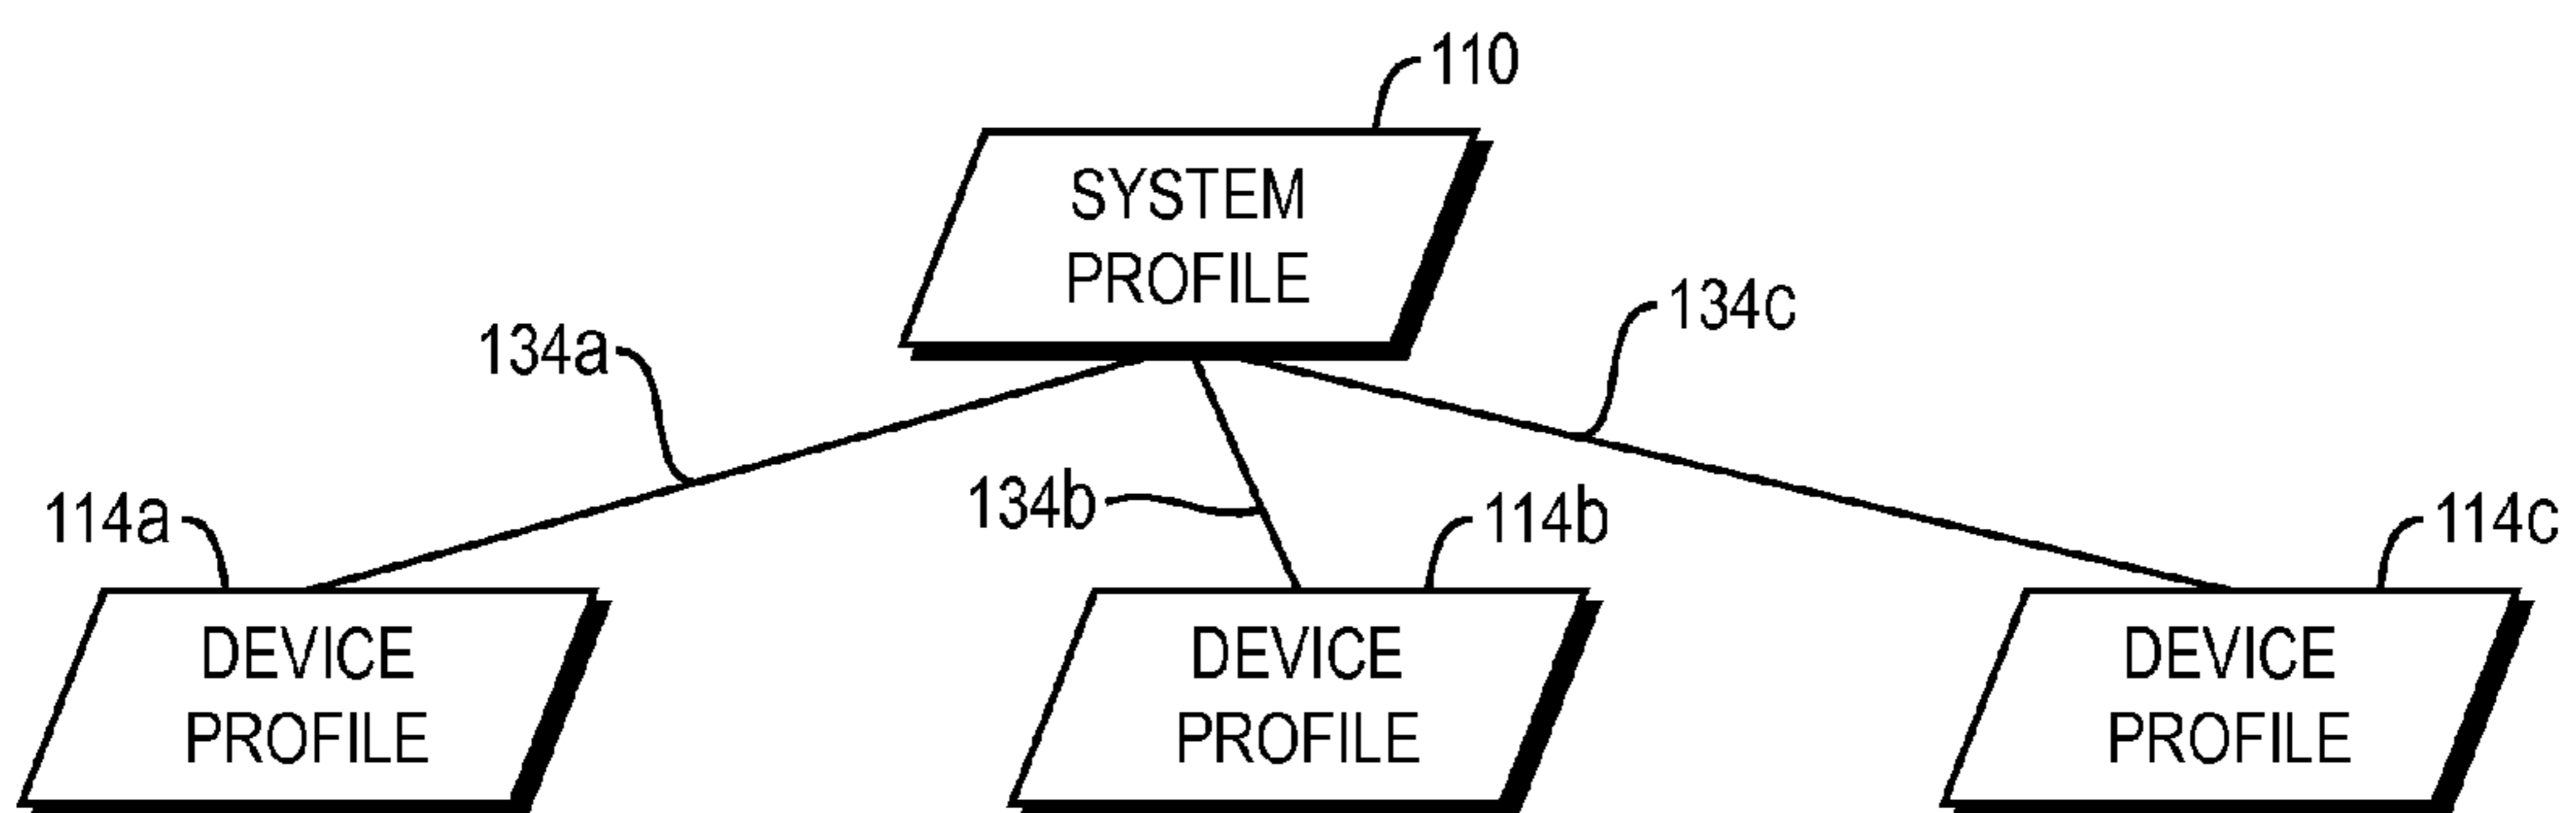 110
SYSTEM
PROFILE
134a
134c
134b
114a
114b
114c
DEVICE
PROFILE
DEVICE
PROFILE
DEVICE
PROFILE